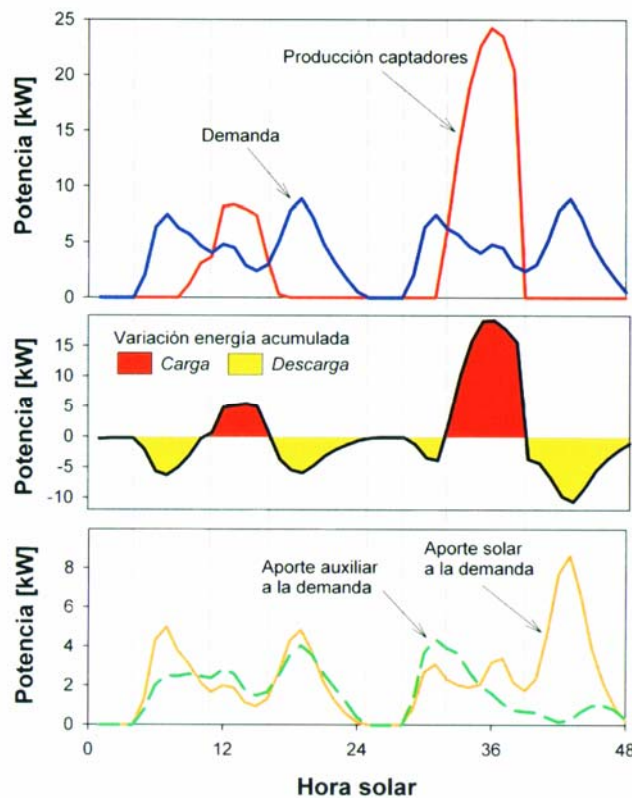 Potencia [kW]
25
20
15
10
5
0
Producción captadores
Demanda
Potencia [kW]
15
10
5
0
-5
-10
Variación energía acumulada
Carga
Descarga
Potencia [kW]
8
6
4
2
0
Aporte auxiliar
a la demanda
Aporte solar
a la demanda
0 12 24 36 48
Hora solar